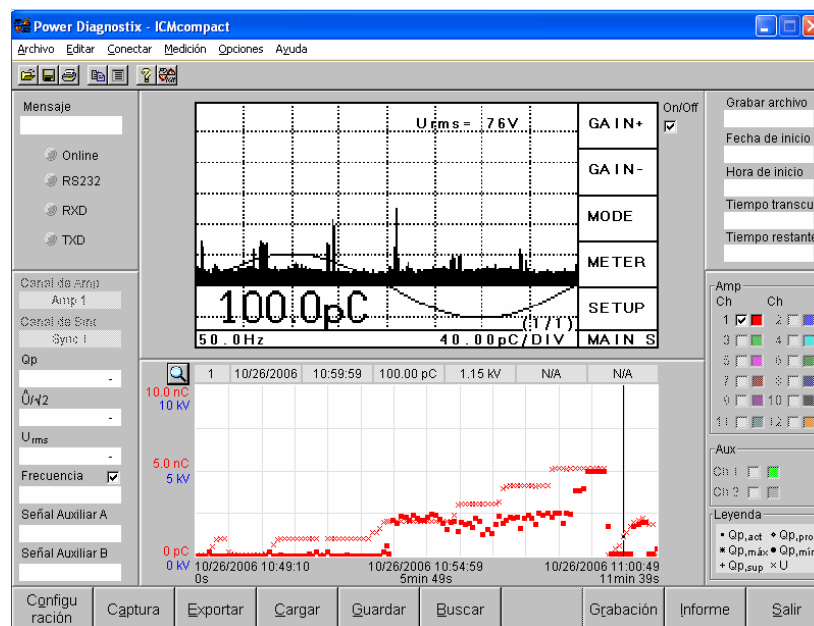 Power Diagnostix - ICMcompact
Archivo Editar Conectar Medición Opciones Ayuda
Mensaje
Online
RS232
RXD
TXD
Canal de Amp
Amp 1
Canal de Sinc
Sync 1
Qp
-
Û/√2
-
Urms
-
Frecuencia
Señal Auxiliar A
Señal Auxiliar B
Urms= 76V
100.0pC
(1/1)
50.0Hz 40.00pC/DIV
GAIN+
GAIN-
MODE
METER
SETUP
MAIN S
On/Off
1 10/26/2006 10:59:59 100.00 pC 1.15 kV N/A N/A
10.0 nC
10 kV
5.0 nC
5 kV
0 pC
0 kV
10/26/2006 10:49:10 10/26/2006 10:54:59 10/26/2006 11:00:49
0s 5min 49s 11min 39s
Grabar archivo
Fecha de inicio
Hora de inicio
Tiempo transcu
Tiempo restante
Amp
Ch Ch
1 2
3 4
5 6
7 8
9 10
11 12
Aux
Ch 1
Ch 2
Leyenda
Qp,act Qp,pro
Qp,máx Qp,mín
+ Qp,sup × U
Configu
ración
Captura
Exportar
Cargar
Guardar
Buscar
Grabación
Informe
Salir